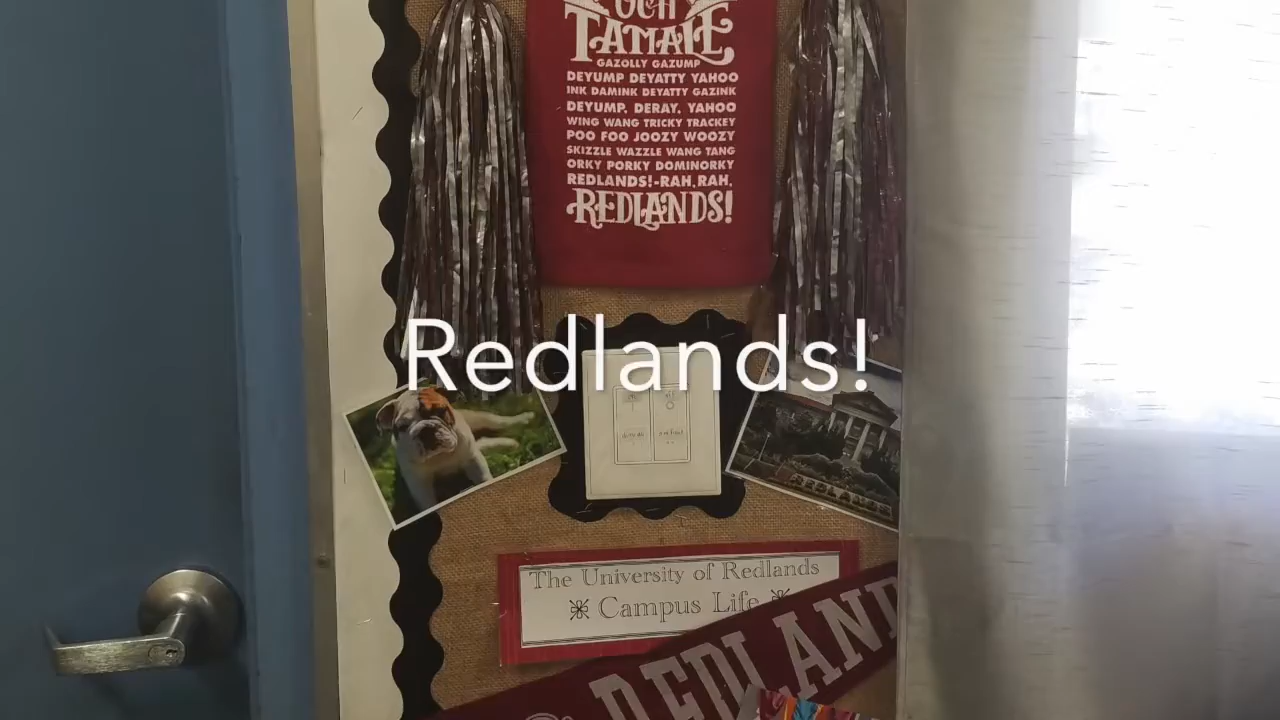 OCH
TAMALE
GAZOLLY GAZUMP
DEYUMP DEYATTY YAHOO
INK DAMINK DEYATTY GAZINK
DEYUMP, DERAY, YAHOO
WING WANG TRICKY TRACKEY
POO FOO JOOZY WOOZY
SKIZZLE WAZZLE WANG TANG
ORKY PORKY DOMINORKY
REDLANDS!-RAH, RAH,
REDLANDS!
Redlands!
The University of Redlands
Campus Life
REDLAND